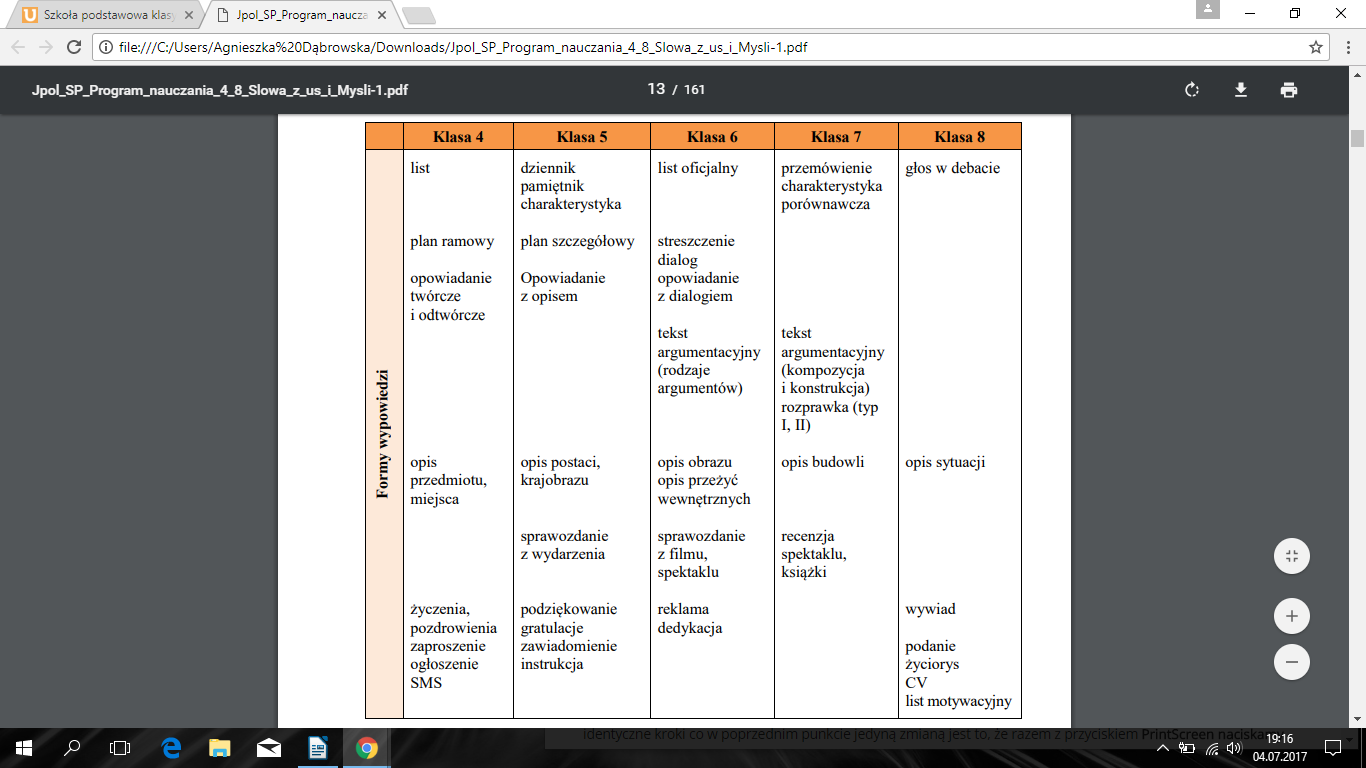 Szkoła podstawowa klas
Jpol_SP_Program_naucza
file:///C:/Users/Agnieszka%20Dąbrowska/Downloads/Jpol_SP_Program_nauczania_4_8_Slowa_z_us_i_Mysli-1.pdf
Jpol_SP_Program_nauczania_4_8_Slowa_z_us_i_Mysli-1.pdf
13 / 161
Klasa 4
Klasa 5
Klasa 6
Klasa 7
Klasa 8
Formy wypowiedzi
list
plan ramowy
opowiadanie
twórcze
i odtwórcze
opis
przedmiotu,
miejsca
życzenia,
pozdrowienia
zaproszenie
ogłoszenie
SMS
dziennik
pamiętnik
charakterystyka
plan szczegółowy
Opowiadanie
z opisem
opis postaci,
krajobrazu
sprawozdanie
z wydarzenia
podziękowanie
gratulacje
zawiadomienie
instrukcja
list oficjalny
streszczenie
dialog
opowiadanie
z dialogiem
tekst
argumentacyjny
(rodzaje
argumentów)
opis obrazu
opis przeżyć
wewnętrznych
sprawozdanie
z filmu,
spektaklu
reklama
dedykacja
przemówienie
charakterystyka
porównawcza
tekst
argumentacyjny
(kompozycja
i konstrukcja)
rozprawka (typ
I, II)
opis budowli
recenzja
spektaklu,
książki
głos w debacie
opis sytuacji
wywiad
podanie
życiorys
CV
list motywacyjny
identyczne kroki co w poprzednim punkcie jedyną zmianą jest to, że razem z przyciskiem PrintScreen naciska
19:16
04.07.2017